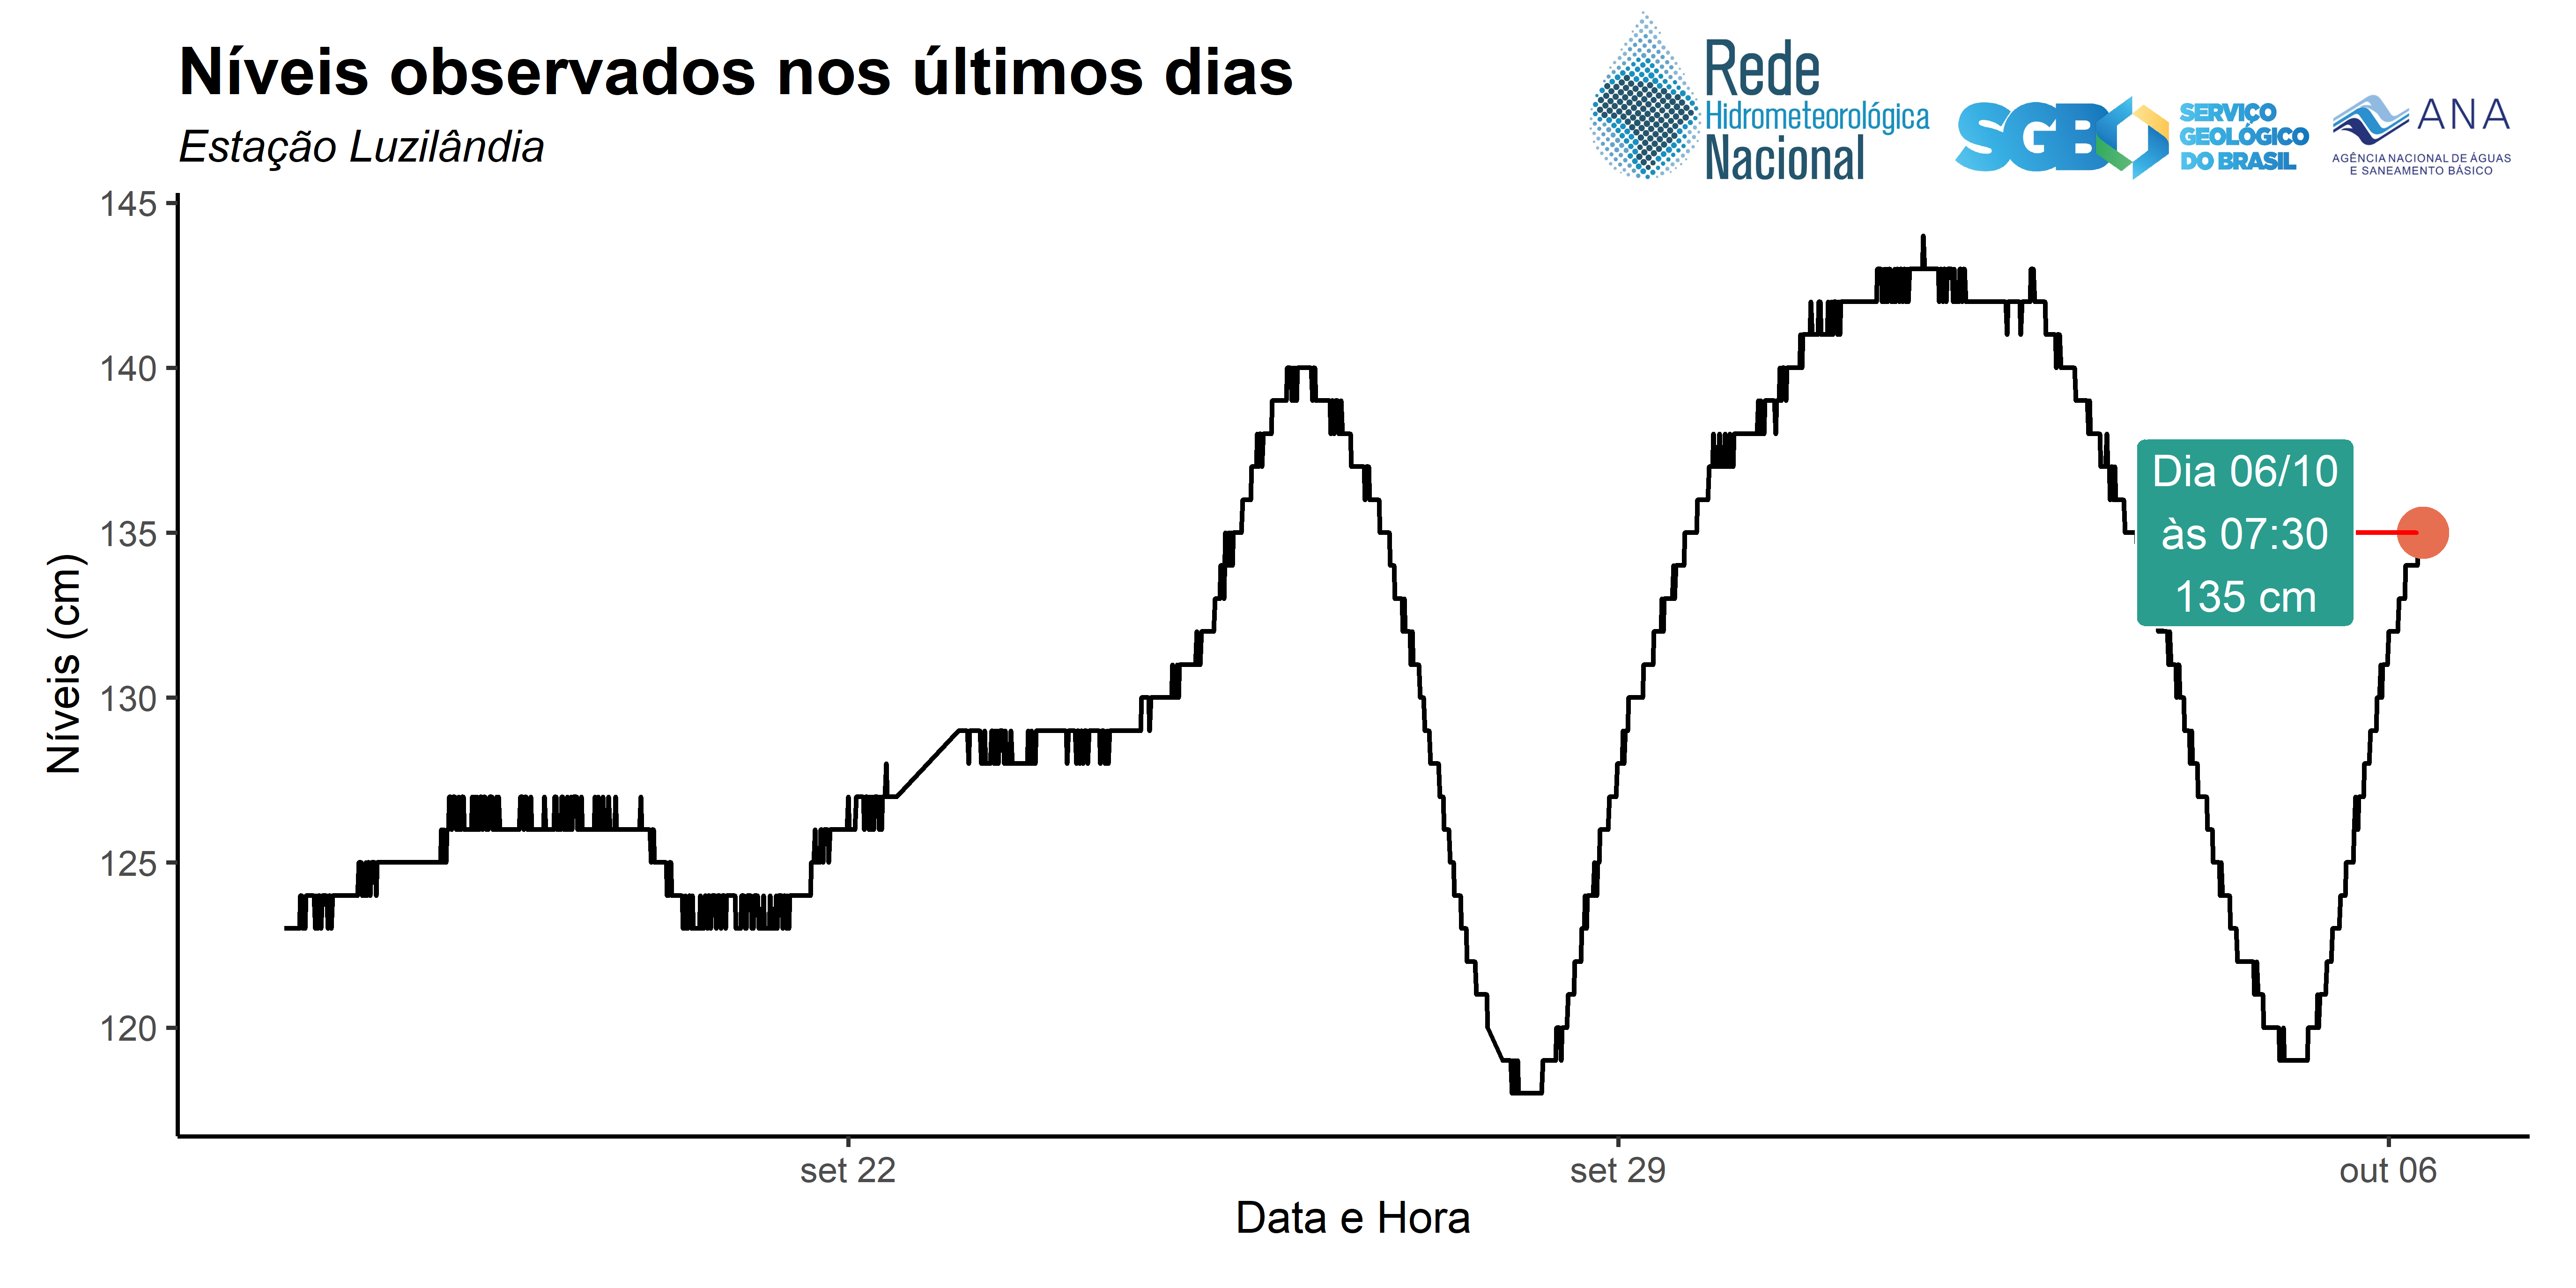 Níveis observados nos últimos dias
Estação Luzilândia
Rede
Hidrometeorológica
Nacional
SGB
SERVIÇO
GEOLÓGICO
DO BRASIL
ANA
AGÊNCIA NACIONAL DE ÁGUAS
E SANEAMENTO BÁSICO
145
140
135
130
125
120
Níveis (cm)
Dia 06/10
às 07:30
135 cm
set 22
set 29
out 06
Data e Hora